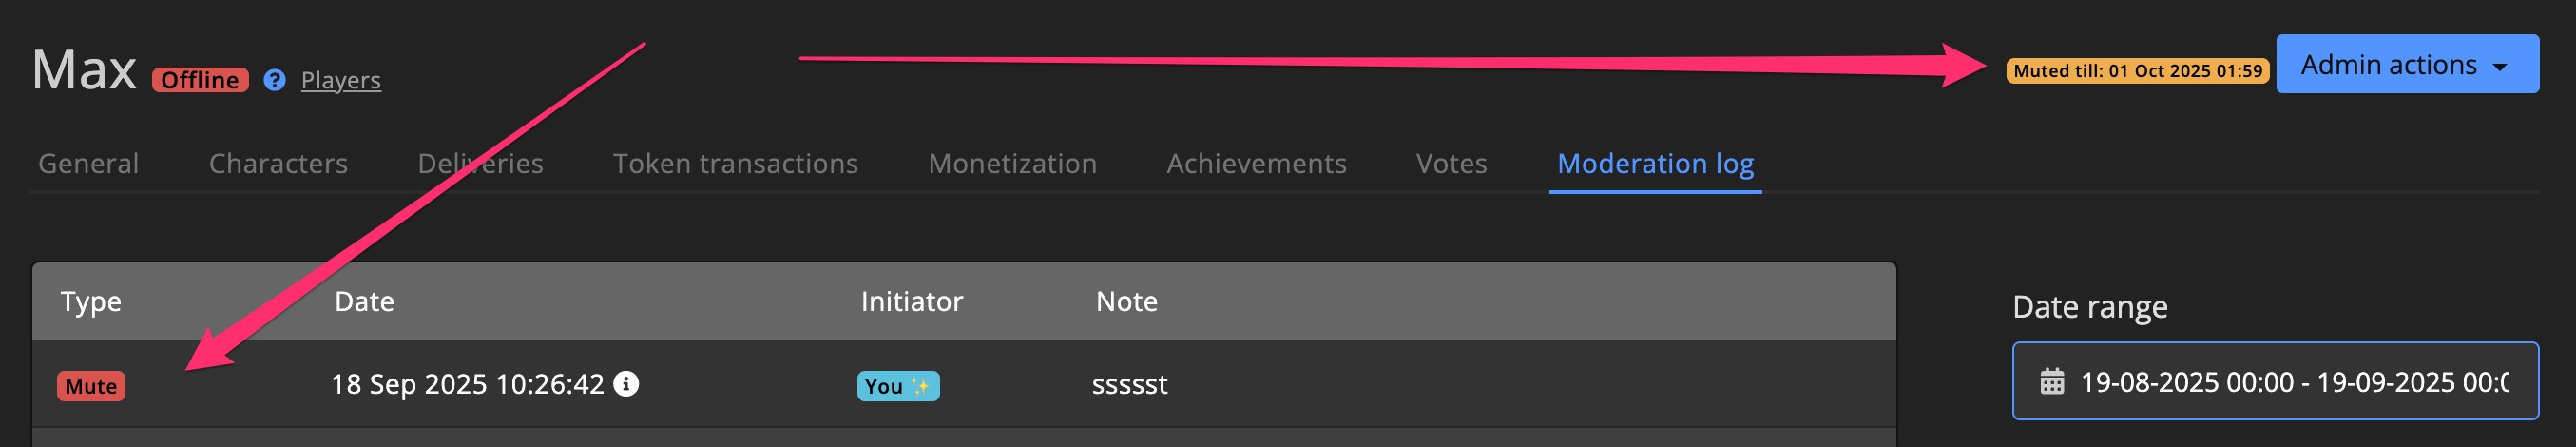 Max Offline ? Players
Muted till: 01 Oct 2025 01:59 Admin actions
General Characters Deliveries Token transactions Monetization Achievements Votes Moderation log
Type Date Initiator Note
Mute 18 Sep 2025 10:26:42 You ✨ sssssst
Date range
19-08-2025 00:00 - 19-09-2025 00: